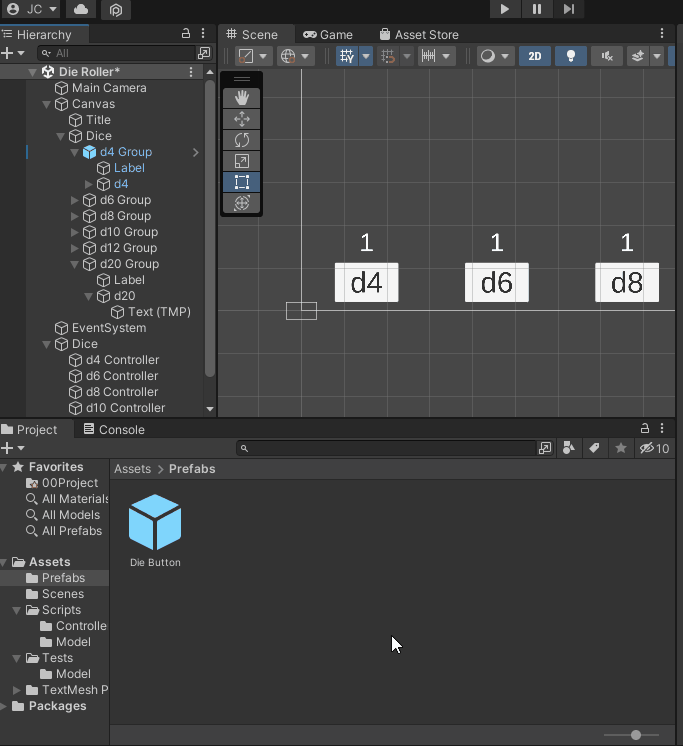 JC
Hierarchy
All
Die Roller*
Main Camera
Canvas
Title
Dice
d4 Group
Label
d4
d6 Group
d8 Group
d10 Group
d12 Group
d20 Group
Label
d20
Text (TMP)
EventSystem
Dice
d4 Controller
d6 Controller
d8 Controller
d10 Controller
Scene
Game
Asset Store
2D
1 1 1
d4 d6 d8
Project
Console
10
Favorites
00Project
All Materials
All Models
All Prefabs
Assets
Prefabs
Scenes
Scripts
Controlle
Model
Tests
Model
TextMesh P
Packages
Assets > Prefabs
Die Button